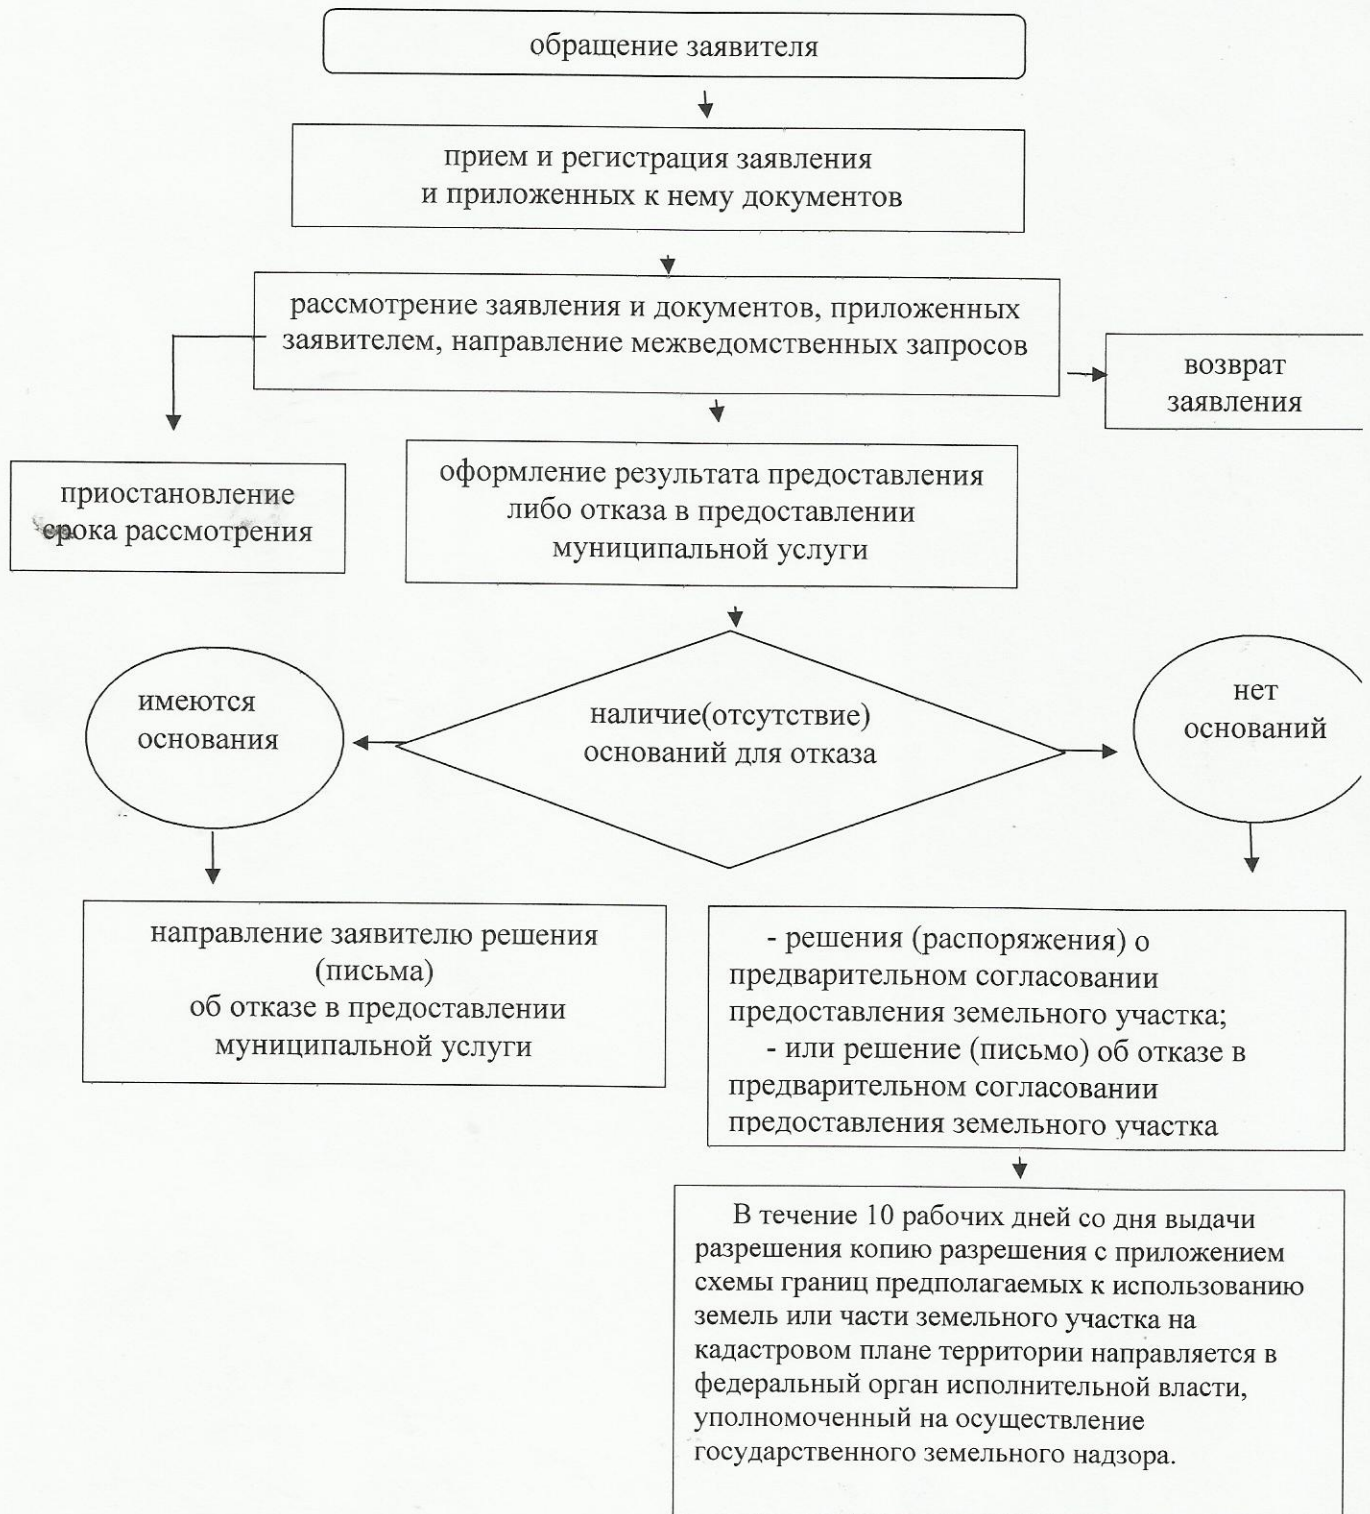 обращение заявителя
прием и регистрация заявления
и приложенных к нему документов
рассмотрение заявления и документов, приложенных
заявителем, направление межведомственных запросов
возврат
заявления
приостановление
срока рассмотрения
оформление результата предоставления
либо отказа в предоставлении
муниципальной услуги
имеются
основания
наличие(отсутствие)
оснований для отказа
нет
оснований
направление заявителю решения
(письма)
об отказе в предоставлении
муниципальной услуги
- решения (распоряжения) о
предварительном согласовании
предоставления земельного участка;
- или решение (письмо) об отказе в
предварительном согласовании
предоставления земельного участка
В течение 10 рабочих дней со дня выдачи
разрешения копию разрешения с приложением
схемы границ предполагаемых к использованию
земель или части земельного участка на
кадастровом плане территории направляется в
федеральный орган исполнительной власти,
уполномоченный на осуществление
государственного земельного надзора.